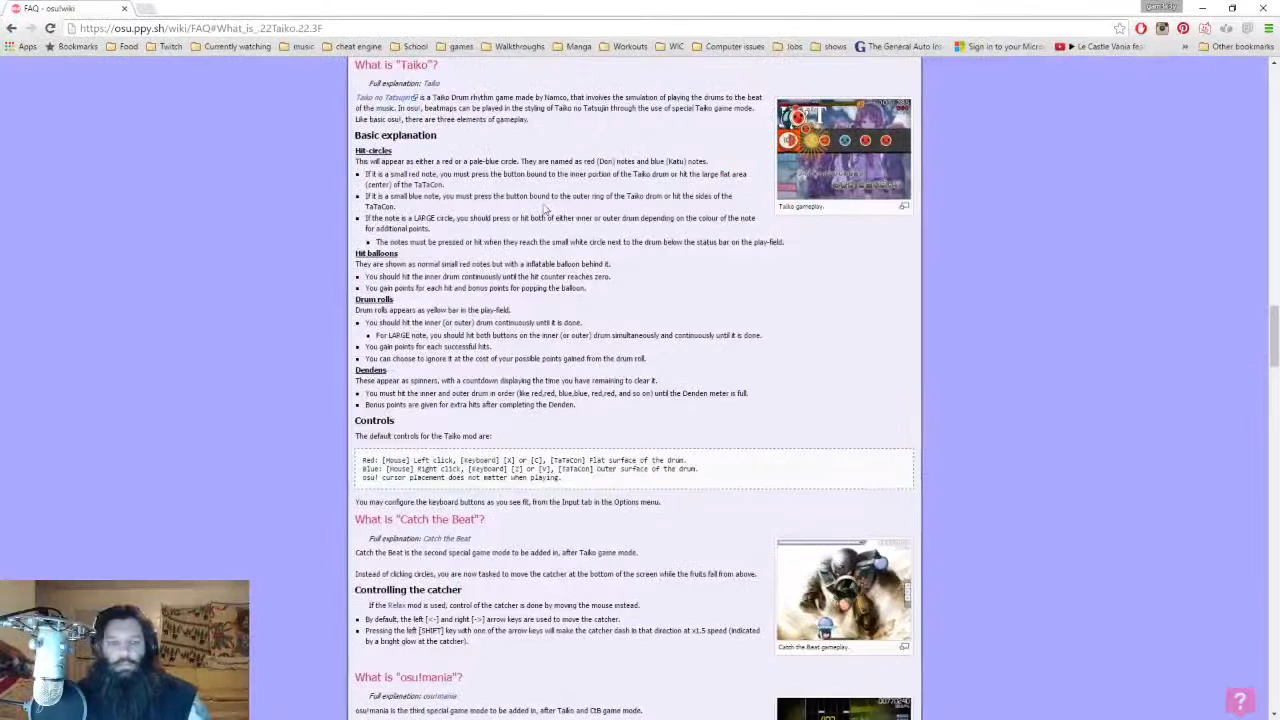 FAQ - osu!wiki
https://osu.ppy.sh/wiki/FAQ#What_is_.22Taiko.22.3F
Apps Bookmarks Food Twitch Currently watching music cheat engine School games Walkthroughs Manga Workouts WIC Computer issues Jobs shows The General Auto Ins Sign in to your Micro Le Castle Vania feat » Other bookmarks
What is "Taiko"?
Full explanation: Taiko
Taiko no Tatsujin is a Taiko Drum rhythm game made by Namco, that involves the simulation of playing the drums to the beat
of the music. In osu!, beatmaps can be played in the styling of Taiko no Tatsujin through the use of special Taiko game mode.
Like basic osu!, there are three elements of gameplay.
Taiko gameplay.
Basic explanation
Hit-circles
This will appear as either a red or a pale-blue circle. They are named as red (Don) notes and blue (Katu) notes.
If it is a small red note, you must press the button bound to the inner portion of the Taiko drum or hit the large flat area
(center) of the TaTaCon.
If it is a small blue note, you must press the button bound to the outer ring of the Taiko drum or hit the sides of the
TaTaCon.
If the note is a LARGE circle, you should press or hit both of either inner or outer drum depending on the colour of the note
for additional points.
The notes must be pressed or hit when they reach the small white circle next to the drum below the status bar on the play-field.
Hit balloons
They are shown as normal small red notes but with a inflatable balloon behind it.
You should hit the inner drum continuously until the hit counter reaches zero.
You gain points for each hit and bonus points for popping the balloon.
Drum rolls
Drum rolls appears as yellow bar in the play-field.
You should hit the inner (or outer) drum continuously until it is done.
For LARGE note, you should hit both buttons on the inner (or outer) drum simultaneously and continuously until it is done.
You gain points for each successful hits.
You can choose to ignore it at the cost of your possible points gained from the drum roll.
Dendens
These appear as spinners, with a countdown displaying the time you have remaining to clear it.
You must hit the inner and outer drum in order (like red,red, blue,blue, red,red, and so on) until the Denden meter is full.
Bonus points are given for extra hits after completing the Denden.
Controls
The default controls for the Taiko mod are:
Red: [Mouse] Left click, [Keyboard] [X] or [C], [TaTaCon] Flat surface of the drum.
Blue: [Mouse] Right click, [Keyboard] [Z] or [V], [TaTaCon] Outer surface of the drum.
osu! cursor placement does not matter when playing.
You may configure the keyboard buttons as you see fit, from the Input tab in the Options menu.
What is "Catch the Beat"?
Full explanation: Catch the Beat
Catch the Beat is the second special game mode to be added in, after Taiko game mode.
Instead of clicking circles, you are now tasked to move the catcher at the bottom of the screen while the fruits fall from above.
Catch the Beat gameplay.
Controlling the catcher
If the Relax mod is used, control of the catcher is done by moving the mouse instead.
By default, the left [<-] and right [->] arrow keys are used to move the catcher.
Pressing the left [SHIFT] key with one of the arrow keys will make the catcher dash in that direction at x1.5 speed (indicated
by a bright glow at the catcher).
What is "osu!mania"?
Full explanation: osu!mania
osu!mania is the third special game mode to be added in, after Taiko and CtB game mode.
?